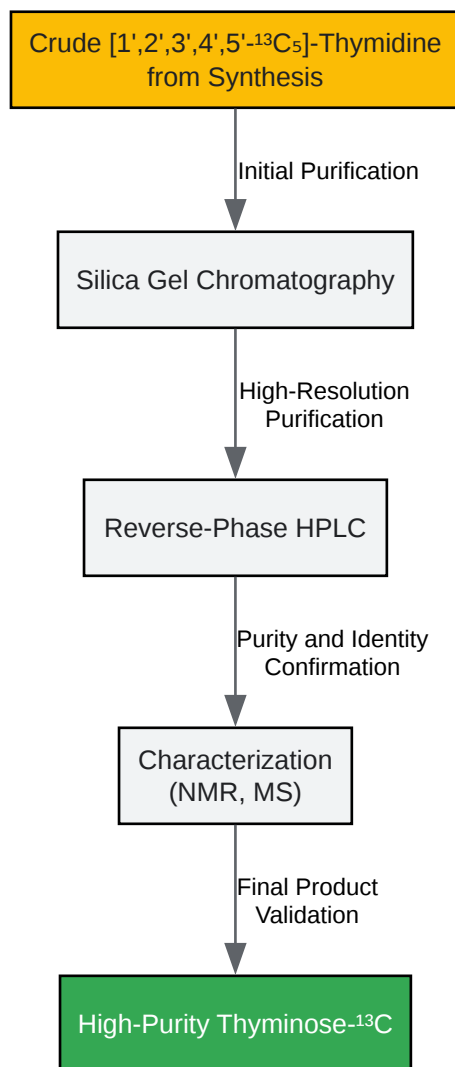 Crude [1',2',3',4',5'-¹³C₅]-Thymidine
from Synthesis
Initial Purification
Silica Gel Chromatography
High-Resolution
Purification
Reverse-Phase HPLC
Purity and Identity
Confirmation
Characterization
(NMR, MS)
Final Product
Validation
High-Purity Thyminose-¹³C